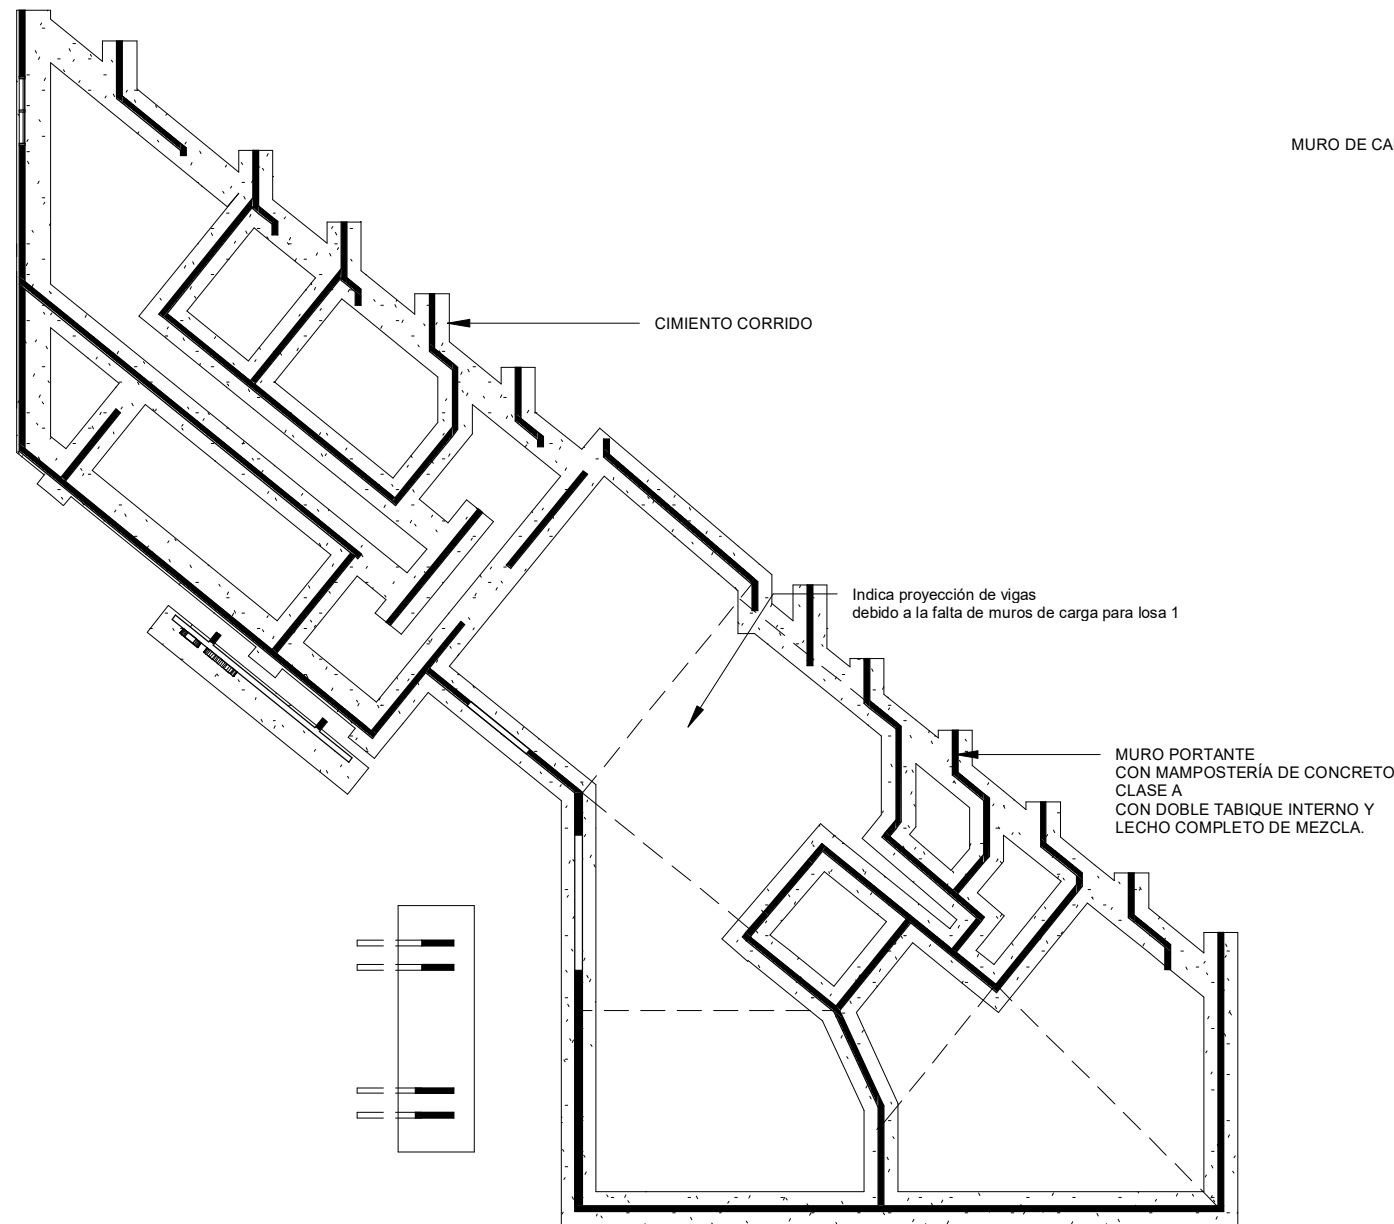 MURO DE CA
CIMIENTO CORRIDO
Indica proyección de vigas
debido a la falta de muros de carga para losa 1
MURO PORTANTE
CON MAMPOSTERÍA DE CONCRETO
CLASE A
CON DOBLE TABIQUE INTERNO Y
LECHO COMPLETO DE MEZCLA.